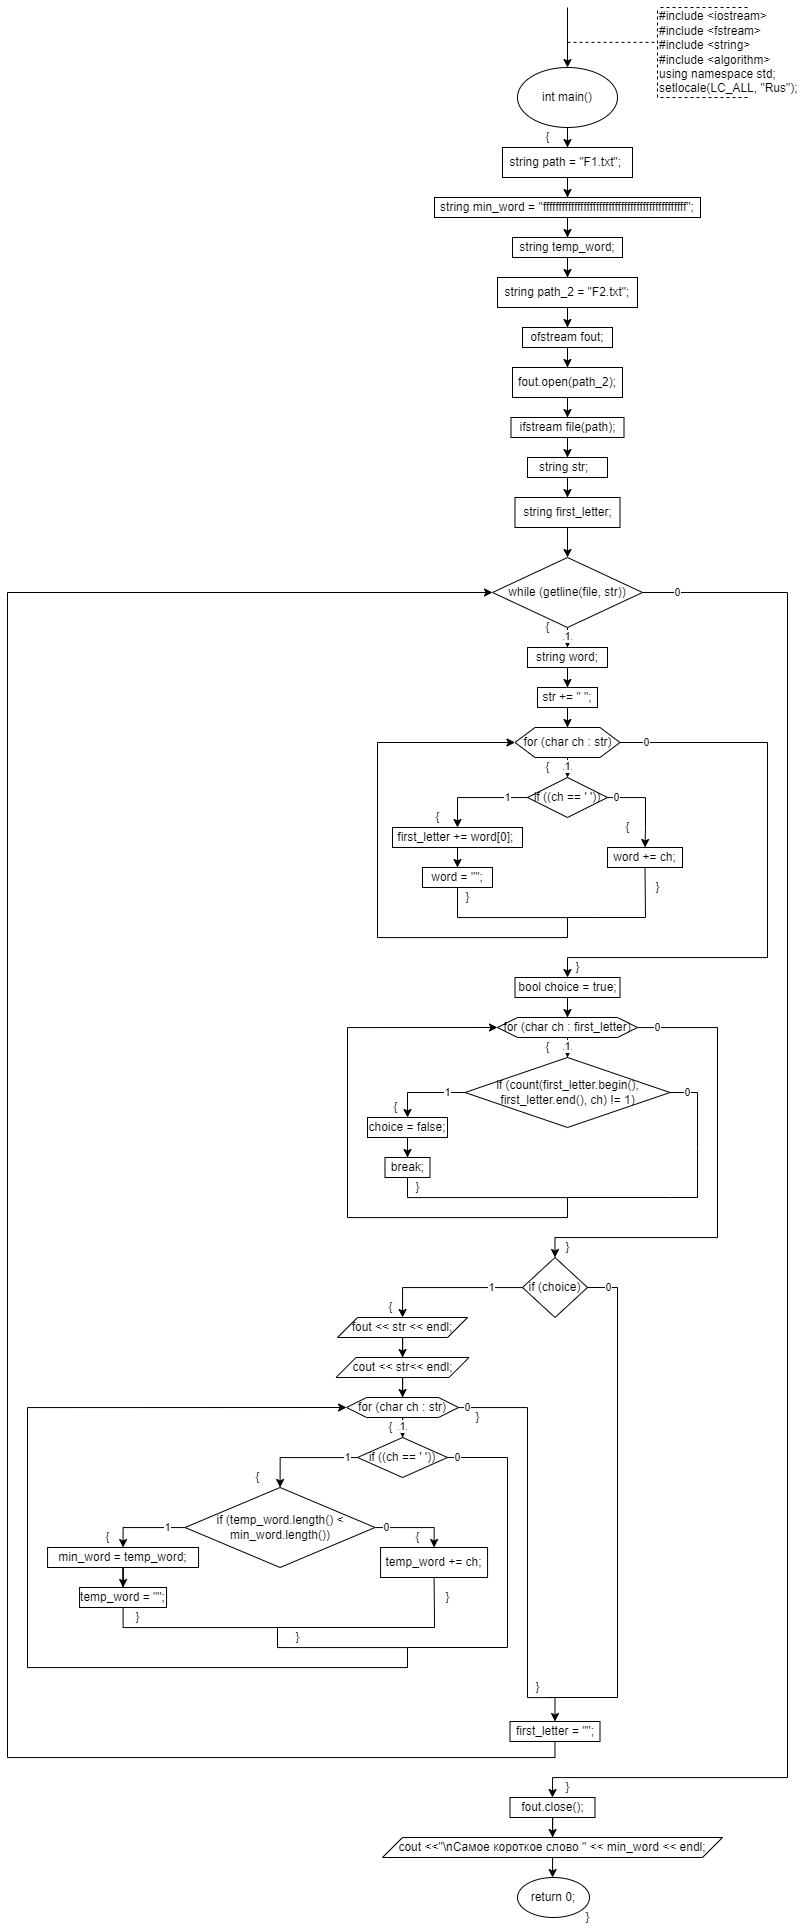 #include <iostream>
#include <fstream>
#include <string>
#include <algorithm>
using namespace std;
setlocale(LC_ALL, "Rus");
int main()
{
string path = "F1.txt";
string min_word = "ffffffffffffffffffffffffffffffffffffffffffffffff";
string temp_word;
string path_2 = "F2.txt";
ofstream fout;
fout.open(path_2);
ifstream file(path);
string str;
string first_letter;
while (getline(file, str))
0
{
1
string word;
str += " ";
for (char ch : str)
0
{
1
if ((ch == ' '))
1
0
{
first_letter += word[0];
{
word = "";
word += ch;
}
}
}
bool choice = true;
for (char ch : first_letter)
0
{
1
if (count(first_letter.begin(),
first_letter.end(), ch) != 1)
1
0
{
choice = false;
break;
}
}
if (choice)
1
0
{
fout << str << endl;
cout << str<< endl;
for (char ch : str)
0
}
{
1
if ((ch == ' '))
1
0
{
if (temp_word.length() <
min_word.length())
1
0
{
{
min_word = temp_word;
temp_word += ch;
temp_word = "";
}
}
}
}
first_letter = "";
}
fout.close();
cout <<"\nСамое короткое слово " << min_word << endl;
return 0;
}